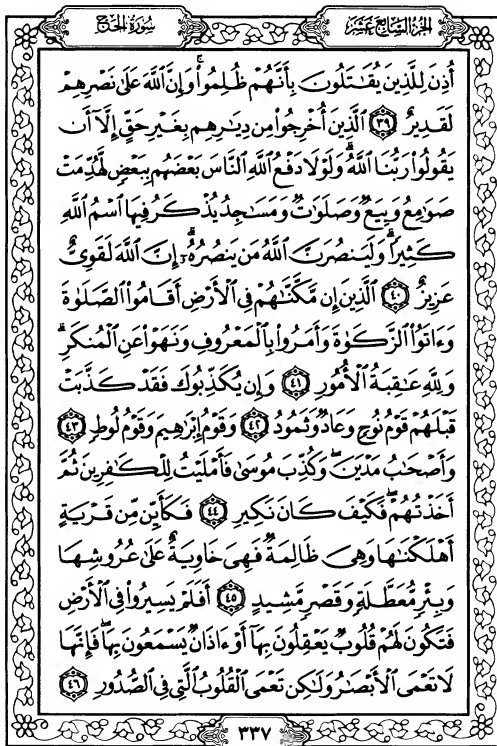 الجزء السابع عشر
سورة الحج
أُذِنَ لِلَّذِينَ يُقَٰتَلُونَ بِأَنَّهُمْ ظُلِمُوا۟ ۚ وَإِنَّ ٱللَّهَ عَلَىٰ نَصْرِهِمْ
لَقَدِيرٌ ٣٩ ٱلَّذِينَ أُخْرِجُوا۟ مِن دِيَٰرِهِم بِغَيْرِ حَقٍّ إِلَّآ أَن
يَقُولُوا۟ رَبُّنَا ٱللَّهُ ۗ وَلَوْلَا دَفْعُ ٱللَّهِ ٱلنَّاسَ بَعْضَهُم بِبَعْضٍ لَّهُدِّمَتْ
صَوَٰمِعُ وَبِيَعٌ وَصَلَوَٰتٌ وَمَسَٰجِدُ يُذْكَرُ فِيهَا ٱسْمُ ٱللَّهِ
كَثِيرًا ۗ وَلَيَنصُرَنَّ ٱللَّهُ مَن يَنصُرُهُۥٓ ۗ إِنَّ ٱللَّهَ لَقَوِىٌّ
عَزِيزٌ ٤٠ ٱلَّذِينَ إِن مَّكَّنَّٰهُمْ فِى ٱلْأَرْضِ أَقَامُوا۟ ٱلصَّلَوٰةَ
وَءَاتَوُا۟ ٱلزَّكَوٰةَ وَأَمَرُوا۟ بِٱلْمَعْرُوفِ وَنَهَوْا۟ عَنِ ٱلْمُنكَرِ ۗ
وَلِلَّهِ عَٰقِبَةُ ٱلْأُمُورِ ٤١ وَإِن يُكَذِّبُوكَ فَقَدْ كَذَّبَتْ
قَبْلَهُمْ قَوْمُ نُوحٍ وَعَادٌ وَثَمُودُ ٤٢ وَقَوْمُ إِبْرَٰهِيمَ وَقَوْمُ لُوطٍ ٤٣
وَأَصْحَٰبُ مَدْيَنَ ۖ وَكُذِّبَ مُوسَىٰ فَأَمْلَيْتُ لِلْكَٰفِرِينَ ثُمَّ
أَخَذْتُهُمْ ۖ فَكَيْفَ كَانَ نَكِيرِ ٤٤ فَكَأَيِّن مِّن قَرْيَةٍ
أَهْلَكْنَٰهَا وَهِىَ ظَالِمَةٌ فَهِىَ خَاوِيَةٌ عَلَىٰ عُرُوشِهَا
وَبِئْرٍ مُّعَطَّلَةٍ وَقَصْرٍ مَّشِيدٍ ٤٥ أَفَلَمْ يَسِيرُوا۟ فِى ٱلْأَرْضِ
فَتَكُونَ لَهُمْ قُلُوبٌ يَعْقِلُونَ بِهَآ أَوْ ءَاذَانٌ يَسْمَعُونَ بِهَا ۖ فَإِنَّهَا
لَا تَعْمَى ٱلْأَبْصَٰرُ وَلَٰكِن تَعْمَى ٱلْقُلُوبُ ٱلَّتِى فِى ٱلصُّدُورِ ٤٦
٣٣٧